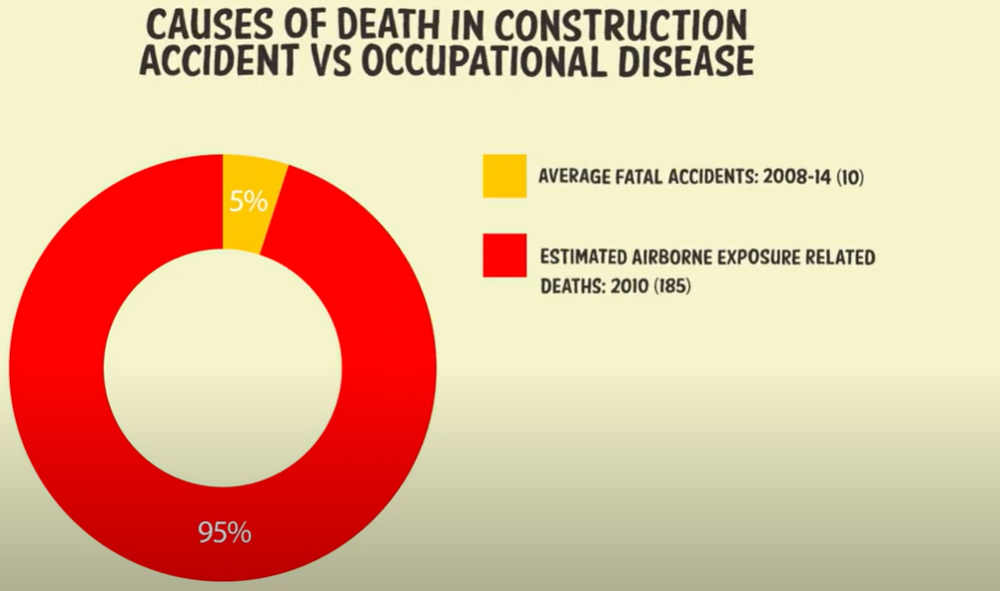 CAUSES OF DEATH IN CONSTRUCTION
ACCIDENT VS OCCUPATIONAL DISEASE
5%
AVERAGE FATAL ACCIDENTS: 2008-14 (10)
ESTIMATED AIRBORNE EXPOSURE RELATED
DEATHS: 2010 (185)
95%